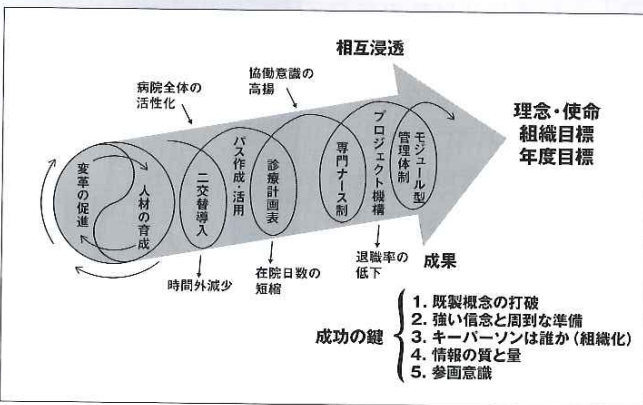 相互浸透
病院全体の
活性化
協働意識の
高揚
理念・使命
組織目標
年度目標
変革の促進
人材の育成
二交替導入
パス作成・活用
診療計画表
専門ナース制
プロジェクト機構
モジュール型
管理体制
時間外減少
在院日数の
短縮
退職率の
低下
成果
成功の鍵
1. 既製概念の打破
2. 強い信念と周到な準備
3. キーパーソンは誰か（組織化）
4. 情報の質と量
5. 参画意識